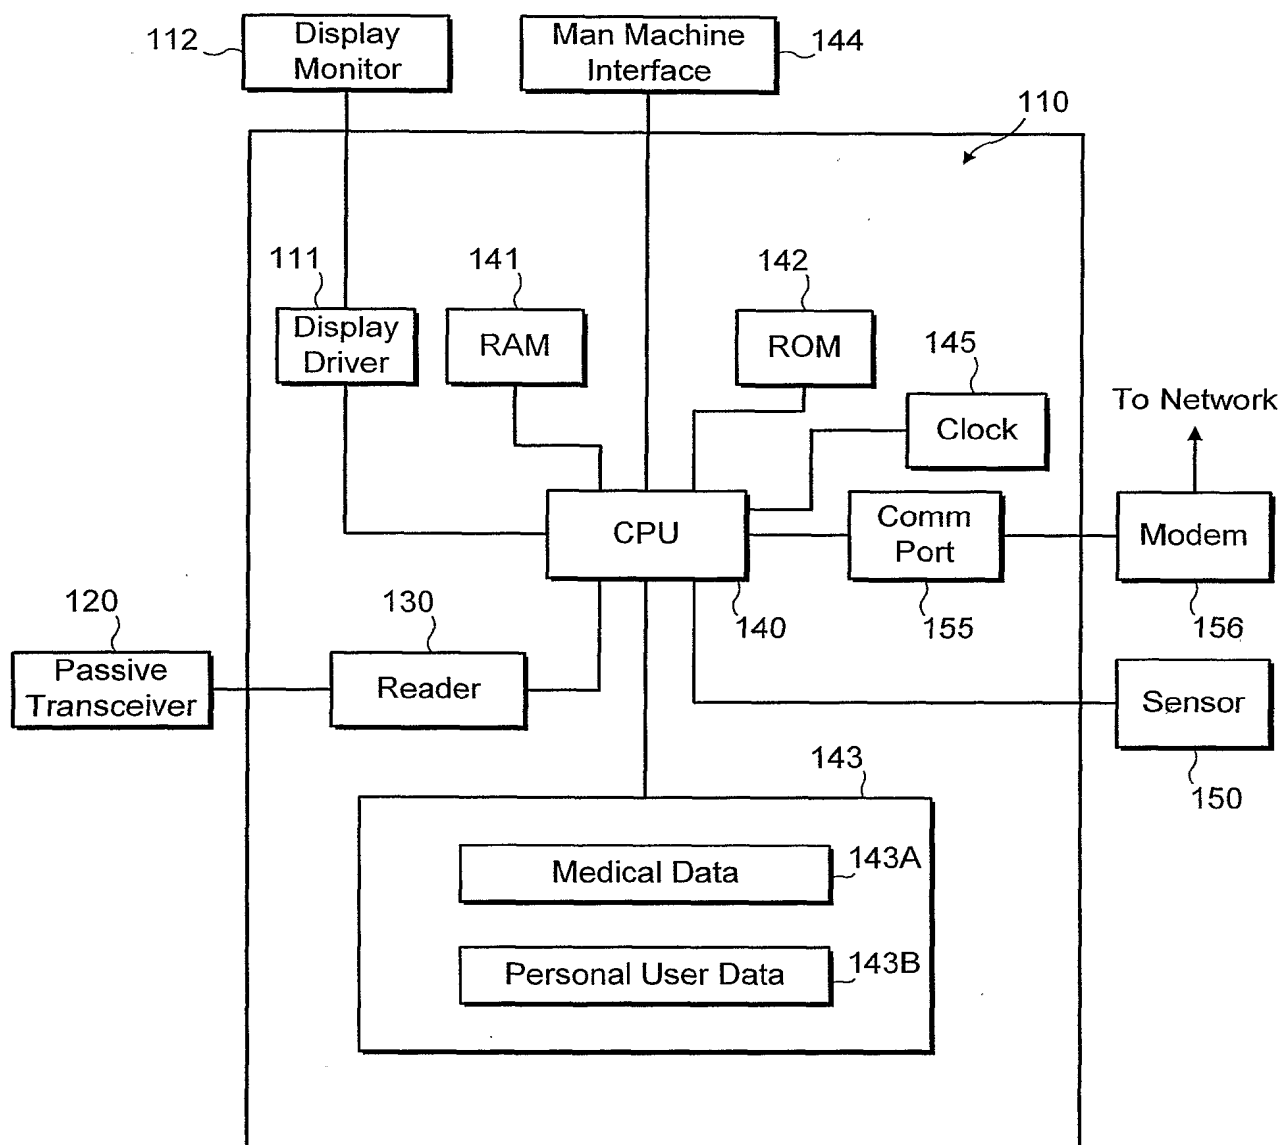 112
Display
Monitor
Man Machine
Interface
144
110
111
Display
Driver
141
RAM
142
ROM
145
Clock
To Network
CPU
140
Comm
Port
155
Modem
156
120
Passive
Transceiver
130
Reader
Sensor
150
143
Medical Data
143A
Personal User Data
143B